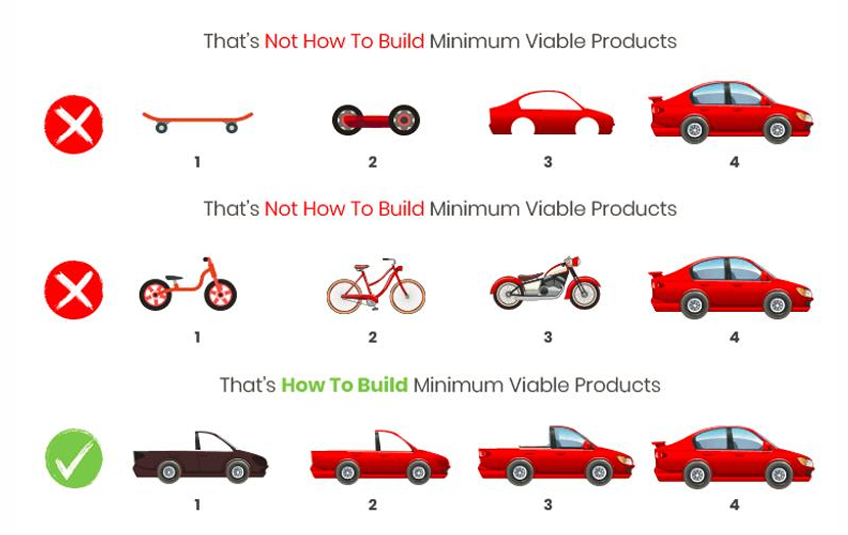 That's Not How To Build Minimum Viable Products
1 2 3 4
That's Not How To Build Minimum Viable Products
1 2 3 4
That's How To Build Minimum Viable Products
1 2 3 4